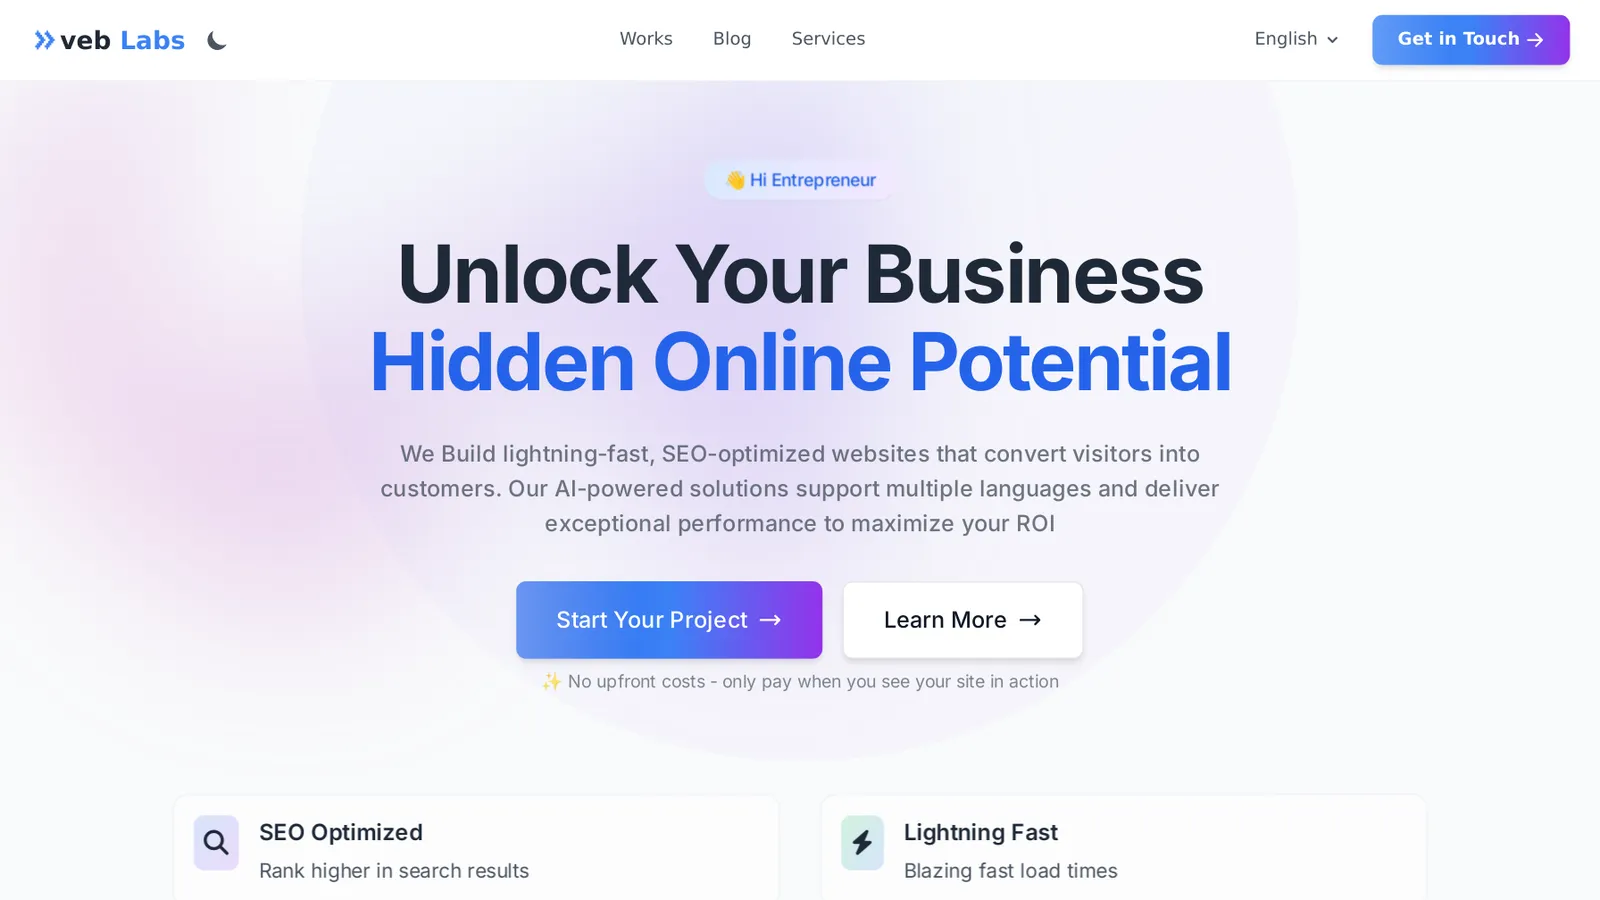 veb Labs
Works
Blog
Services
English
Get in Touch →
👋 Hi Entrepreneur
Unlock Your Business
Hidden Online Potential
We Build lightning-fast, SEO-optimized websites that convert visitors into
customers. Our AI-powered solutions support multiple languages and deliver
exceptional performance to maximize your ROI
Start Your Project →
Learn More →
✨ No upfront costs - only pay when you see your site in action
SEO Optimized
Rank higher in search results
Lightning Fast
Blazing fast load times